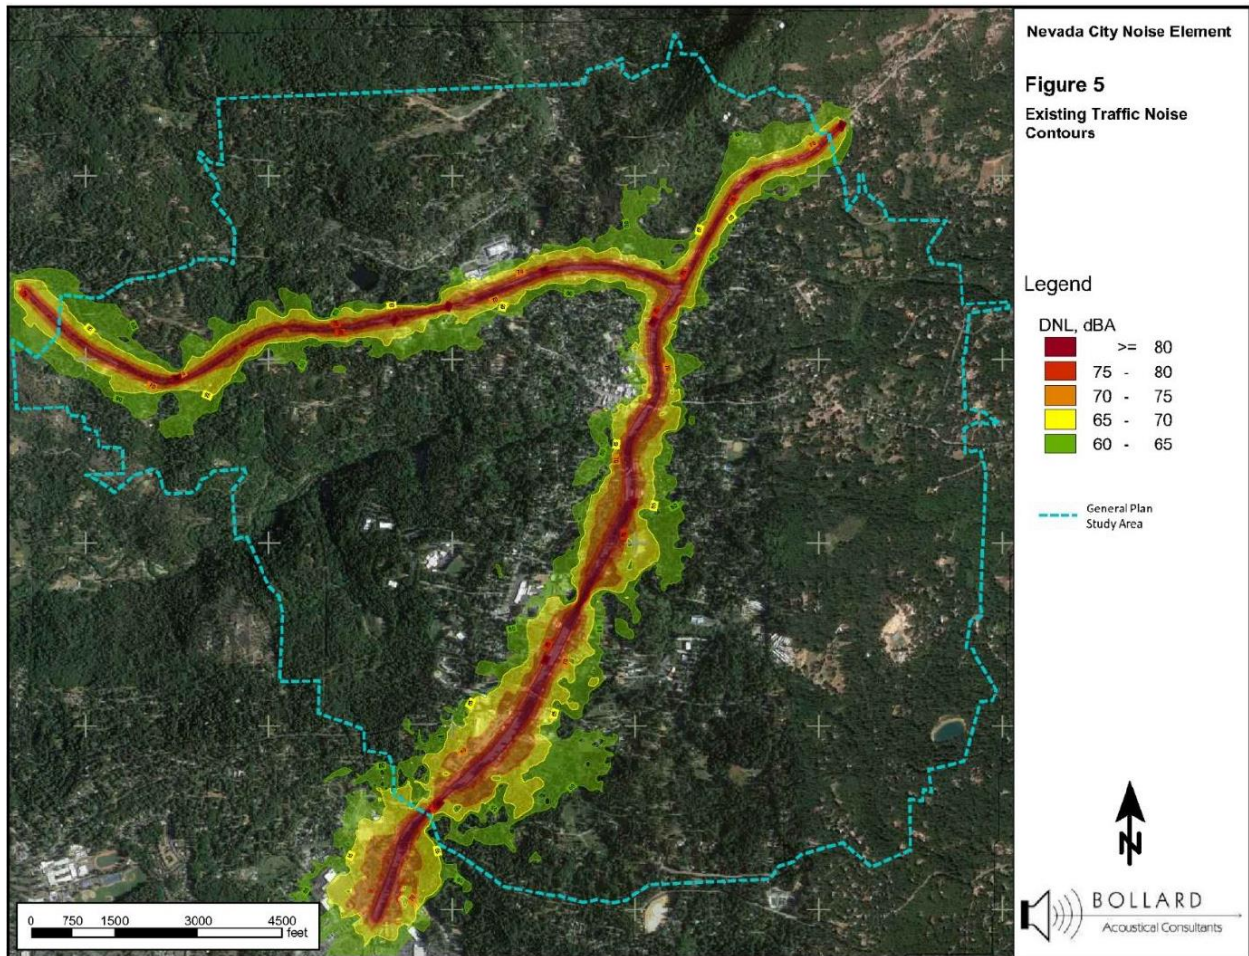 Nevada City Noise Element
Figure 5
Existing Traffic Noise
Contours
Legend
DNL, dBA
>= 80
75 - 80
70 - 75
65 - 70
60 - 65
General Plan
Study Area
N
BOLLARD
Acoustical Consultants
0 750 1500 3000 4500
feet